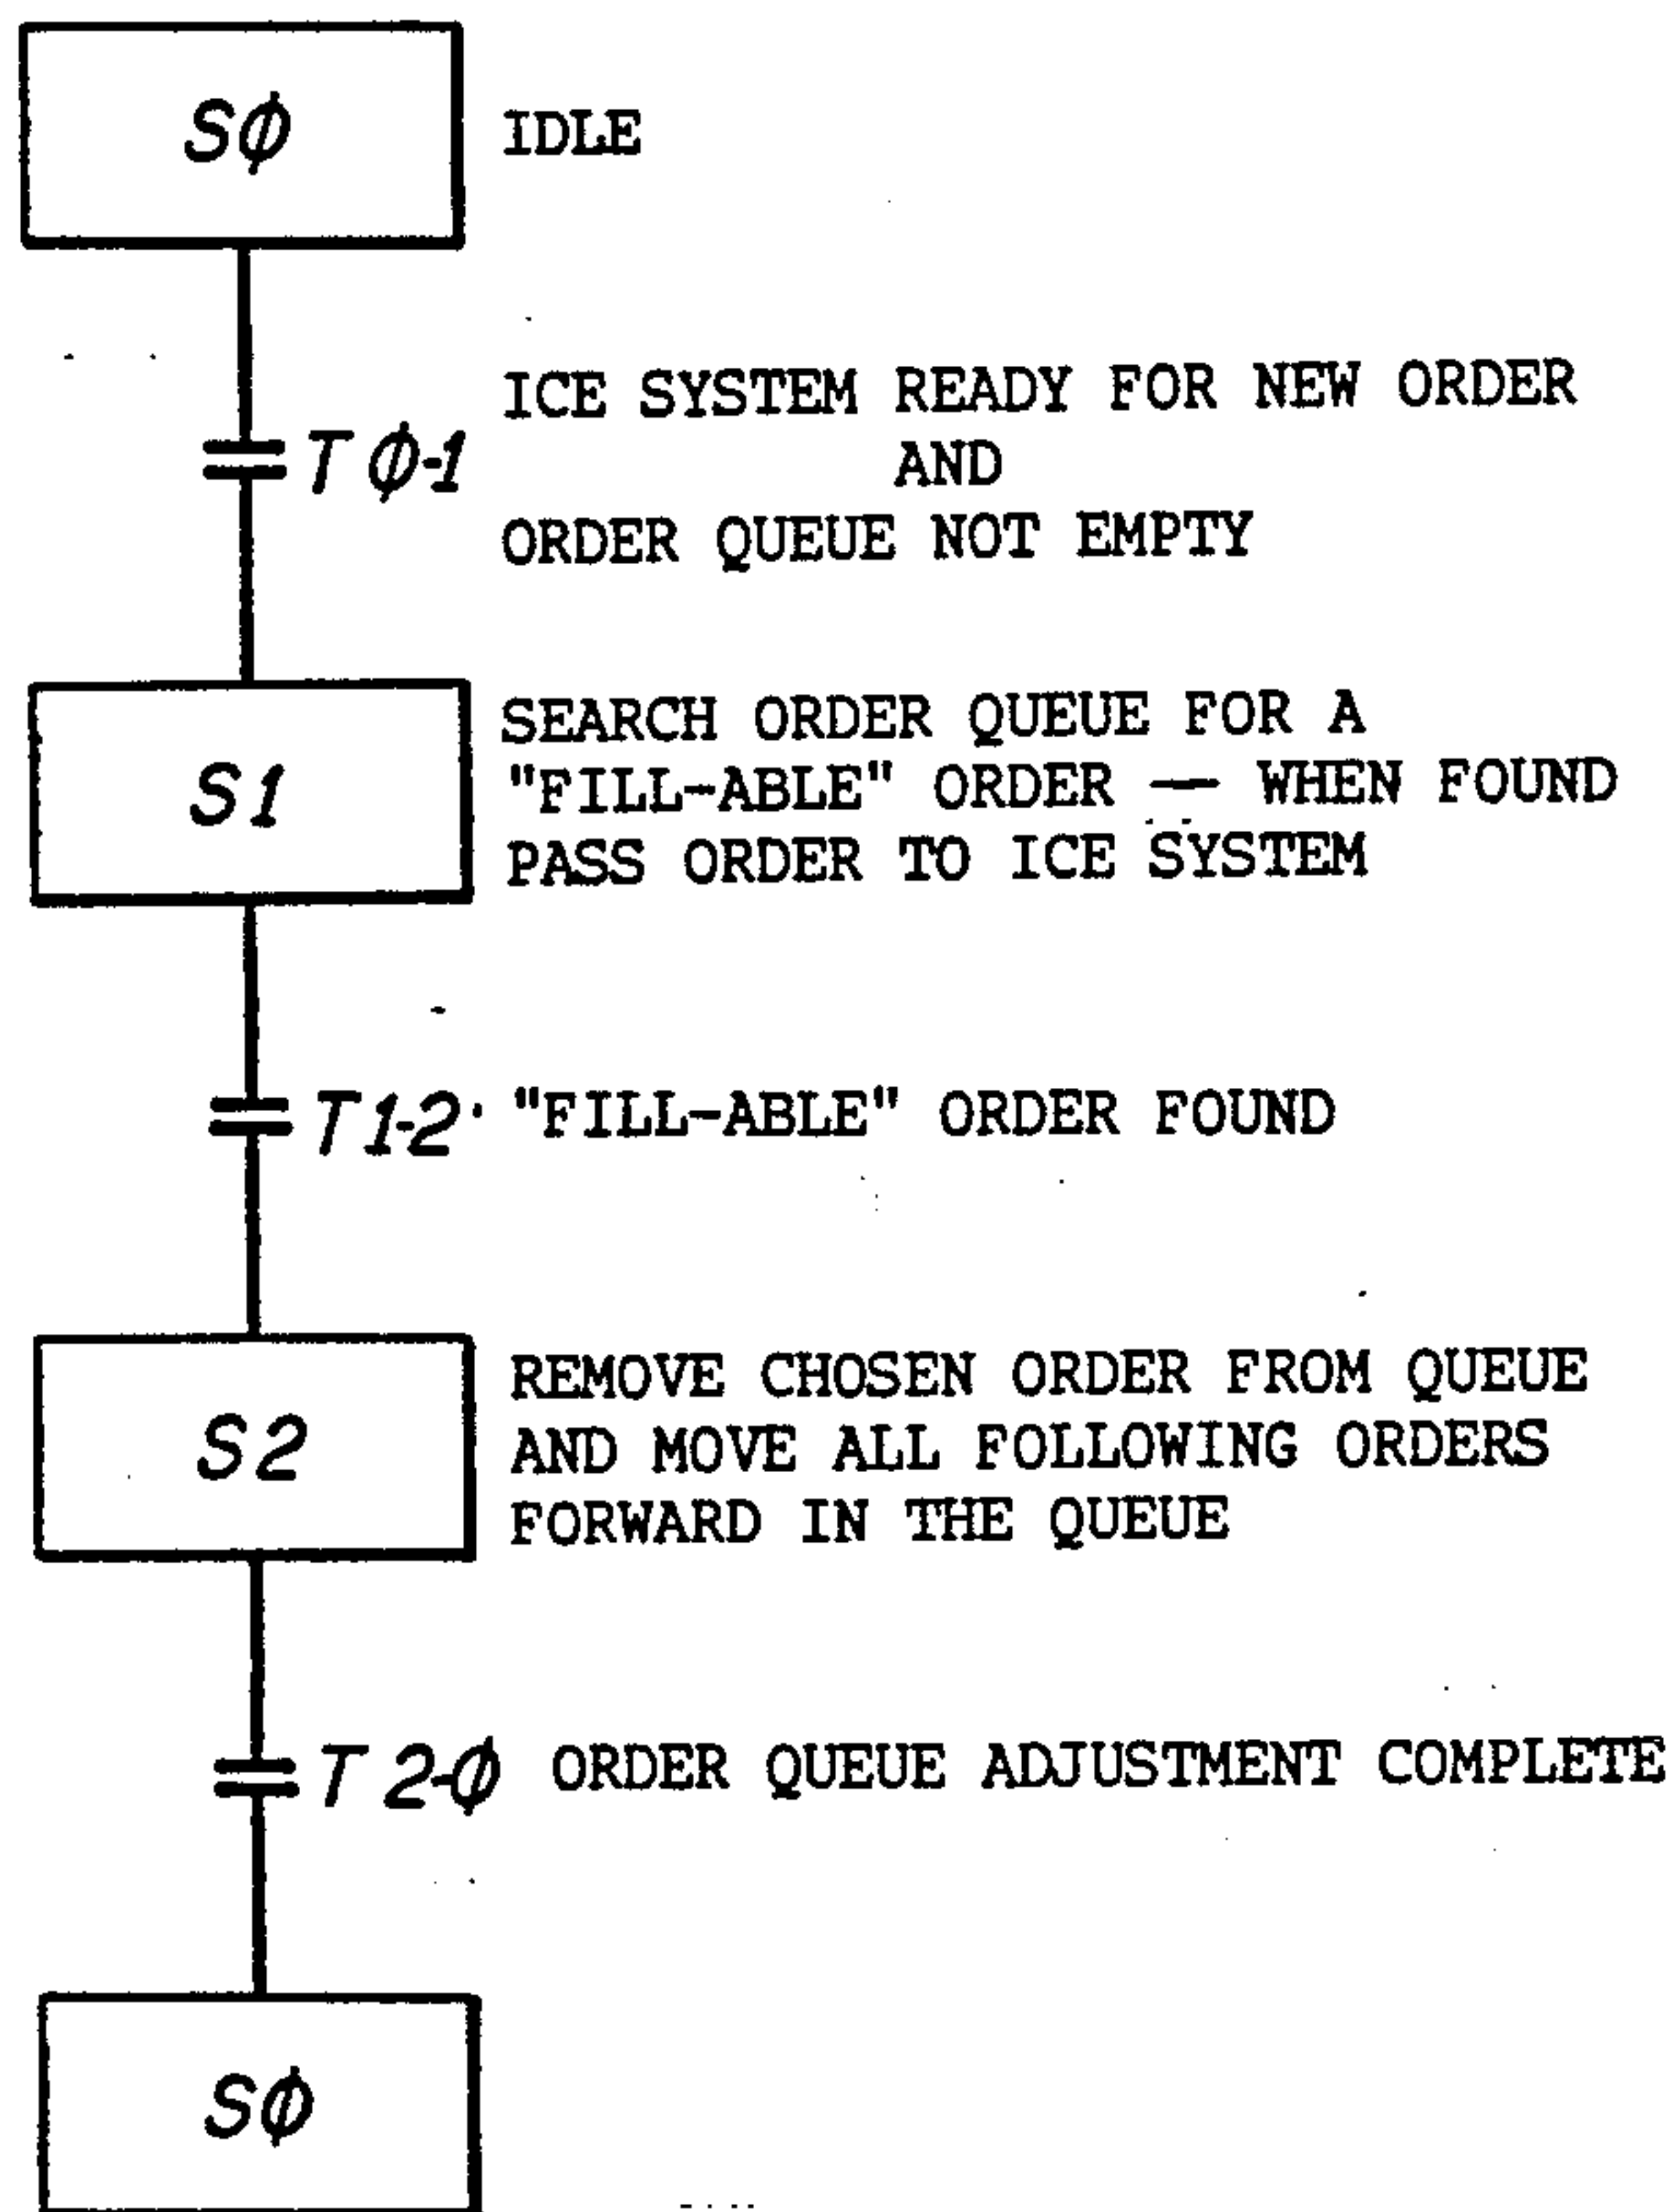 SØ IDLE
ICE SYSTEM READY FOR NEW ORDER
TØ-1 AND
ORDER QUEUE NOT EMPTY
SEARCH ORDER QUEUE FOR A
S1 "FILL-ABLE" ORDER — WHEN FOUND
PASS ORDER TO ICE SYSTEM
T1-2 "FILL-ABLE" ORDER FOUND
REMOVE CHOSEN ORDER FROM QUEUE
S2 AND MOVE ALL FOLLOWING ORDERS
FORWARD IN THE QUEUE
T2-Ø ORDER QUEUE ADJUSTMENT COMPLETE
SØ